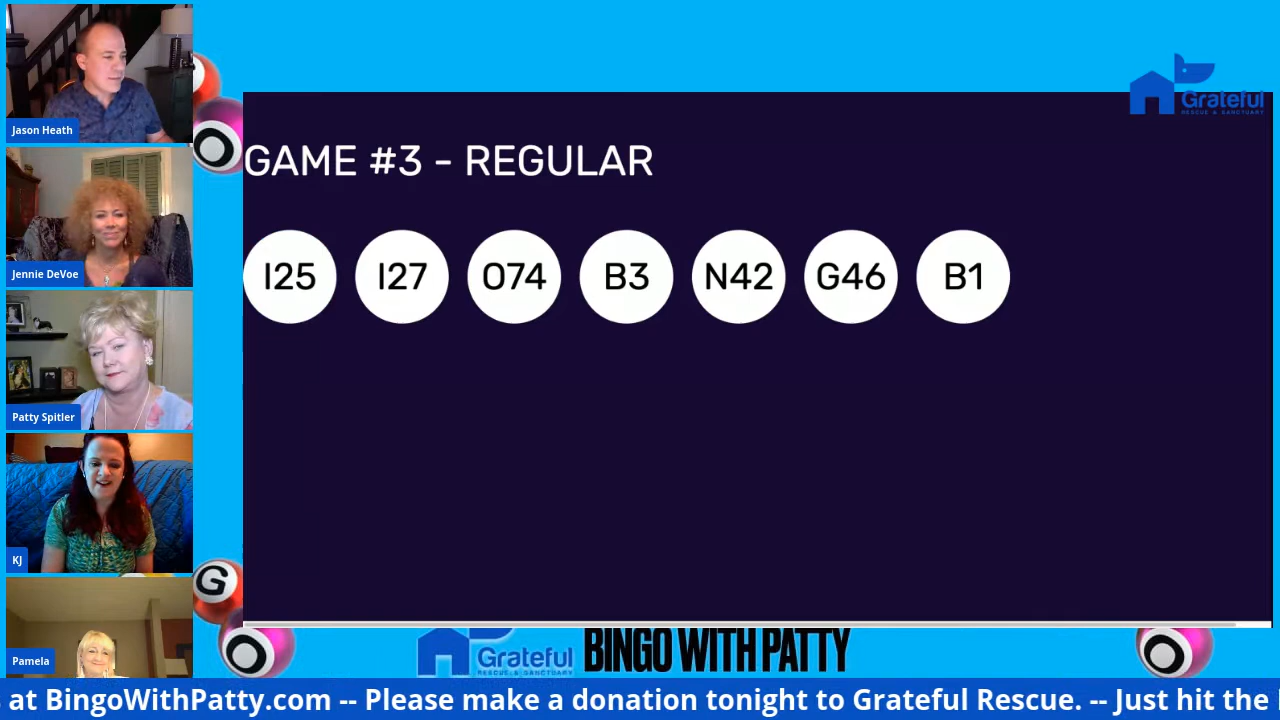 Jason Heath
Jennie DeVoe
Patty Spitler
KJ
Pamela
Grateful
RESCUE & SANCTUARY
GAME #3 - REGULAR
I25 I27 O74 B3 N42 G46 B1
O
G
O
O
Grateful
RESCUE & SANCTUARY
BINGO WITH PATTY
at BingoWithPatty.com -- Please make a donation tonight to Grateful Rescue. -- Just hit the